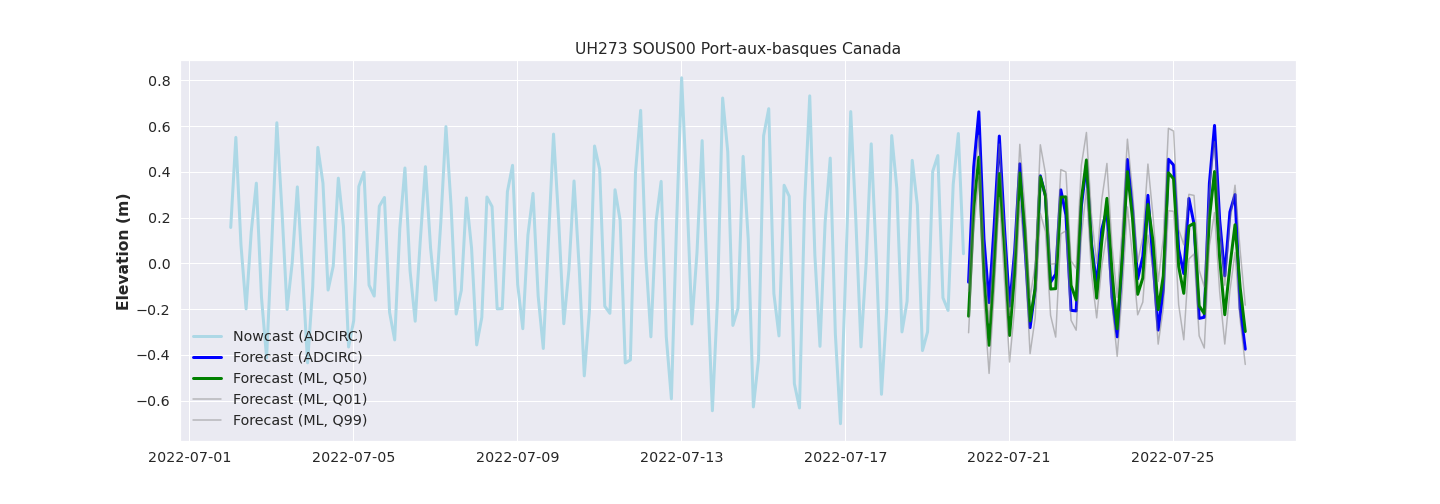 UH273 SOUS00 Port-aux-basques Canada
Elevation (m)
0.8
0.6
0.4
0.2
0.0
−0.2
−0.4
−0.6
Nowcast (ADCIRC)
Forecast (ADCIRC)
Forecast (ML, Q50)
Forecast (ML, Q01)
Forecast (ML, Q99)
2022-07-01 2022-07-05 2022-07-09 2022-07-13 2022-07-17 2022-07-21 2022-07-25